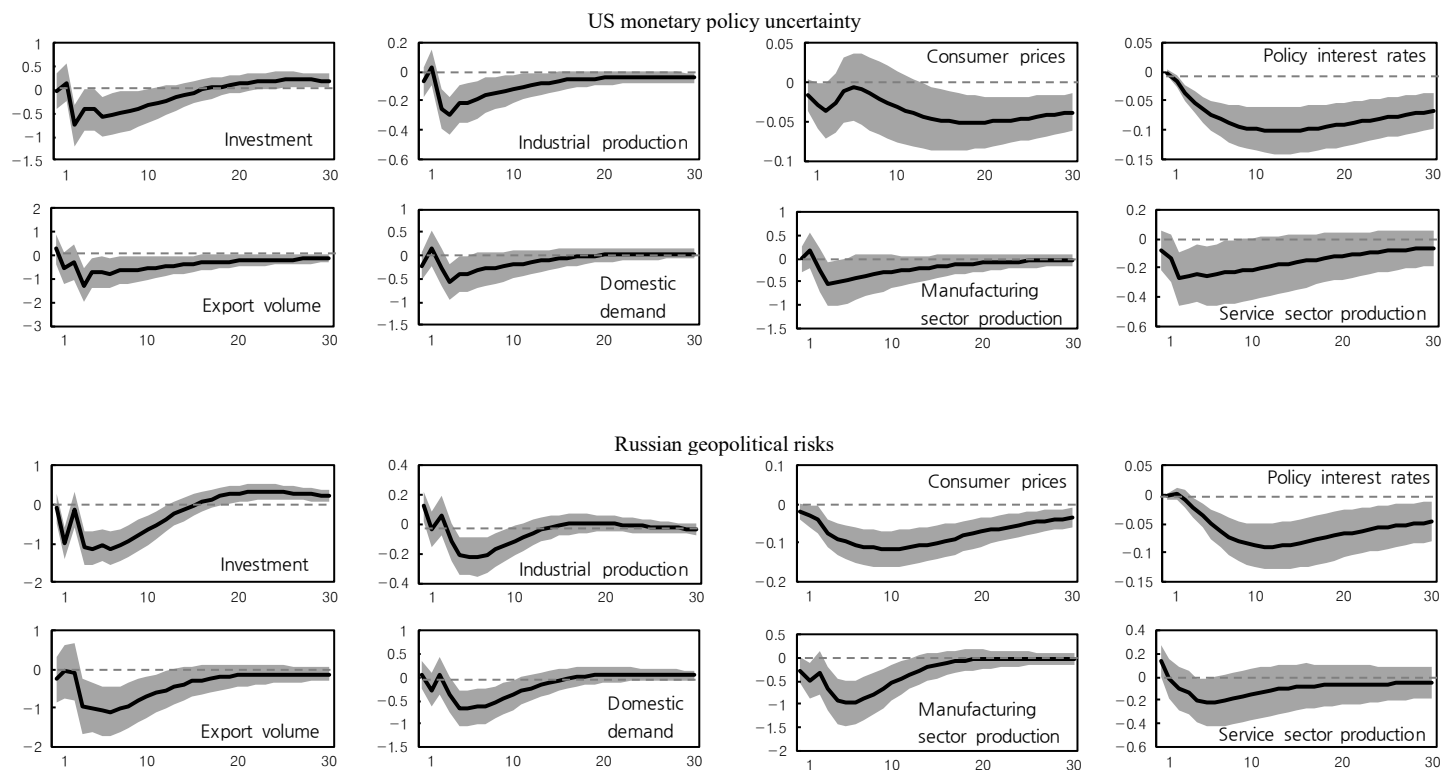 US monetary policy uncertainty
1
0.5
0
−0.5
−1
−1.5
Investment
1 10 20 30
0.2
0
−0.2
−0.4
−0.6
Industrial production
1 10 20 30
0.05
0
−0.05
−0.1
Consumer prices
1 10 20 30
0.05
0
−0.05
−0.1
−0.15
Policy interest rates
1 10 20 30
2
1
0
−1
−2
−3
Export volume
1 10 20 30
1
0.5
0
−0.5
−1
−1.5
Domestic
demand
1 10 20 30
1
0.5
0
−0.5
−1
−1.5
Manufacturing
sector production
1 10 20 30
0.2
0
−0.2
−0.4
−0.6
Service sector production
1 10 20 30
Russian geopolitical risks
1
0
−1
−2
Investment
1 10 20 30
0.4
0.2
0
−0.2
−0.4
Industrial production
1 10 20 30
0.1
0
−0.1
−0.2
Consumer prices
1 10 20 30
0.05
0
−0.05
−0.1
−0.15
Policy interest rates
1 10 20 30
1
0
−1
−2
Export volume
1 10 20 30
1
0.5
0
−0.5
−1
−1.5
Domestic
demand
1 10 20 30
0.5
0
−0.5
−1
−1.5
−2
Manufacturing
sector production
1 10 20 30
0.4
0.2
0
−0.2
−0.4
−0.6
Service sector production
1 10 20 30